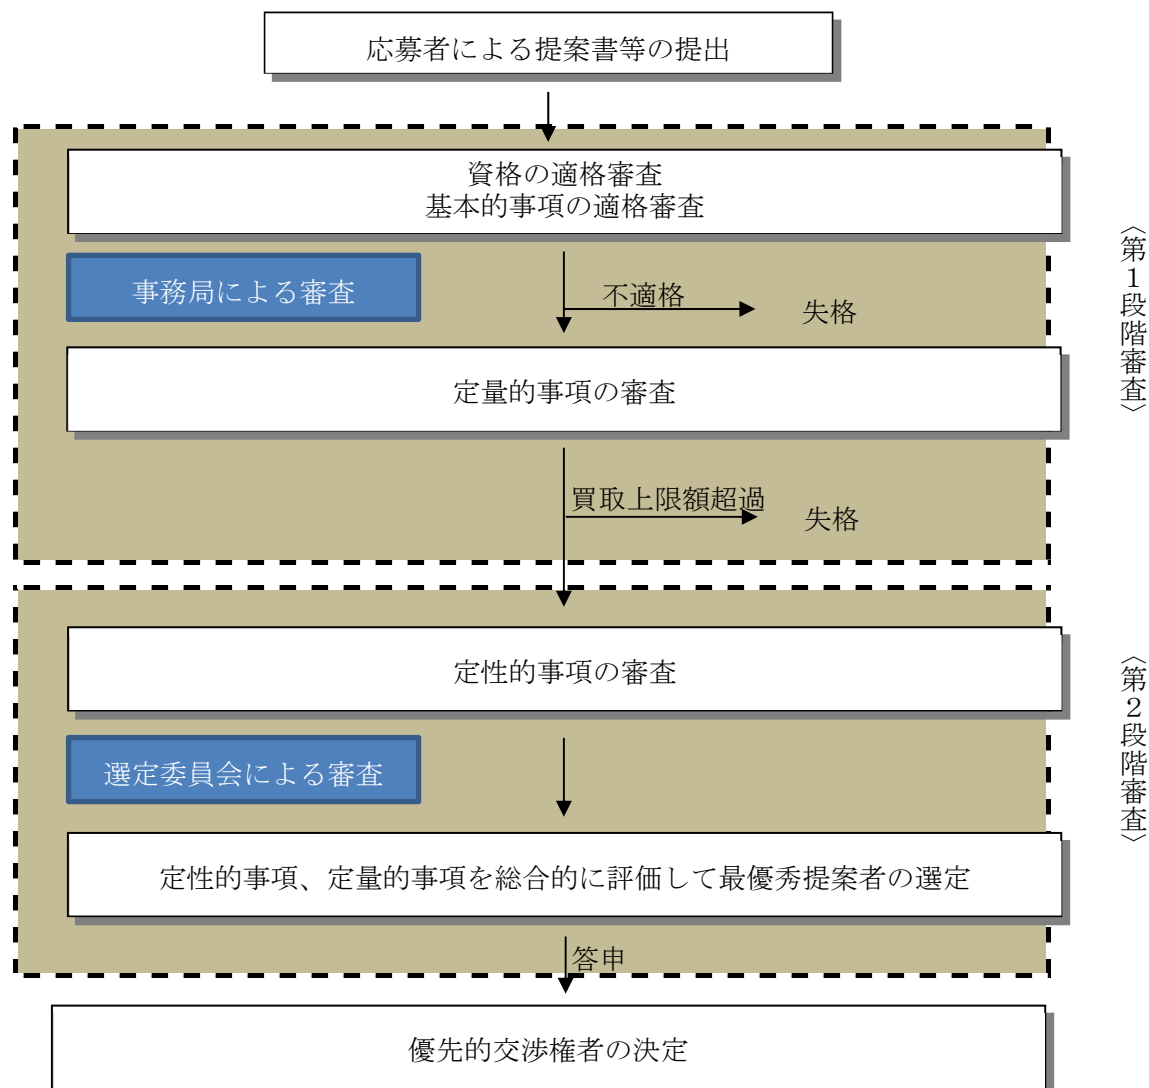 応募者による提案書等の提出
資格の適格審査
基本的事項の適格審査
事務局による審査
不適格
失格
定量的事項の審査
買取上限額超過
失格
〈第1段階審査〉
定性的事項の審査
選定委員会による審査
定性的事項、定量的事項を総合的に評価して最優秀提案者の選定
〈第2段階審査〉
答申
優先的交渉権者の決定